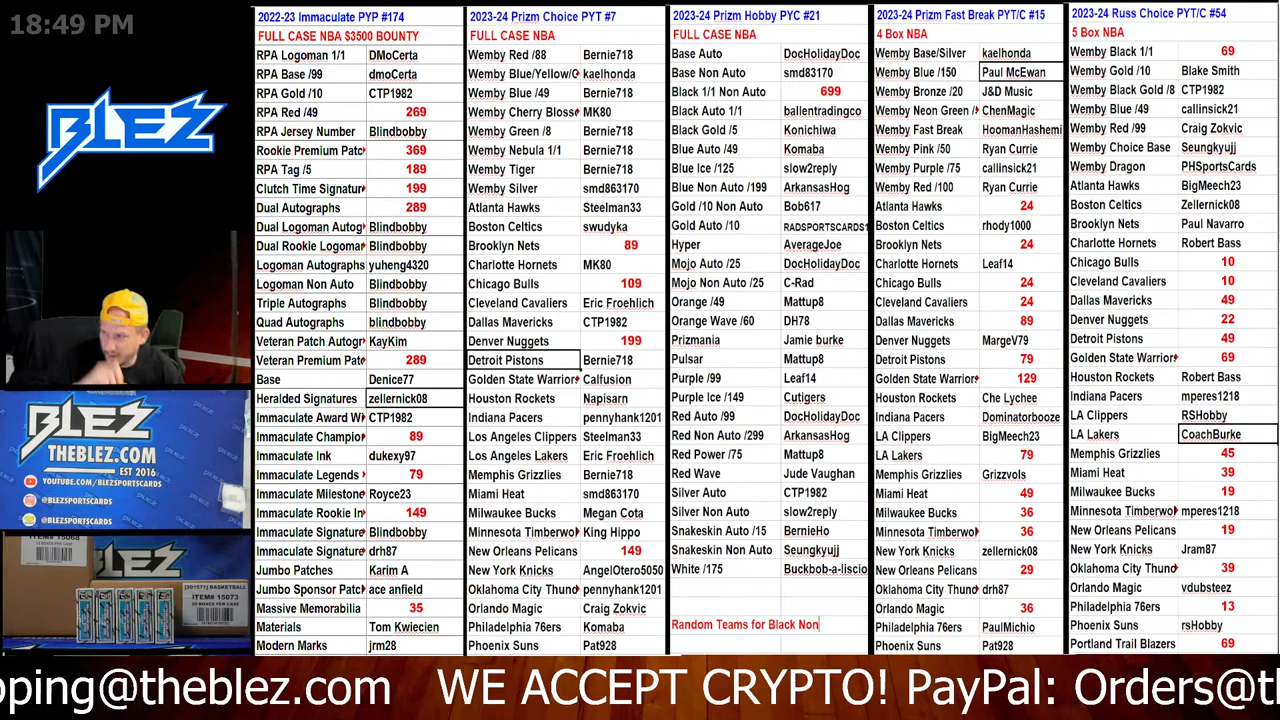 18:49 PM
BLEZ
BLEZ
THEBLEZ.COM
EST 2016
YOUTUBE.COM/BLEZSPORTSCARDS
@BLEZSPORTSCARDS
@BLEZSPORTSCARDS
ITEM# 15068
BLEZ
[201571] BASKETBALL
ITEM# 15073
20 BOXES PER CASE
2022-23 Immaculate PYP #174
FULL CASE NBA $3500 BOUNTY
RPA Logoman 1/1 DMoCerta
RPA Base /99 dmoCerta
RPA Gold /10 CTP1982
RPA Red /49 269
RPA Jersey Number Blindbobby
Rookie Premium Patc 369
RPA Tag /5 189
Clutch Time Signatur 199
Dual Autographs 289
Dual Logoman Autog Blindbobby
Dual Rookie Logoma Blindbobby
Logoman Autographs yuheng4320
Logoman Non Auto Blindbobby
Triple Autographs Blindbobby
Quad Autographs blindbobby
Veteran Patch Autogr KayKim
Veteran Premium Pat 289
Base Denice77
Heralded Signatures zellernick08
Immaculate Award W CTP1982
Immaculate Champio 89
Immaculate Ink dukexy97
Immaculate Legends 79
Immaculate Milestone Royce23
Immaculate Rookie In 149
Immaculate Signatur Blindbobby
Immaculate Signatur drh87
Jumbo Patches Karim A
Jumbo Sponsor Patc ace anfield
Massive Memorabilia 35
Materials Tom Kwiecien
Modern Marks jrm28
2023-24 Prizm Choice PYT #7
FULL CASE NBA
Wemby Red /88 Bernie718
Wemby Blue/Yellow/G kaelhonda
Wemby Blue /49 Bernie718
Wemby Cherry Bloss MK80
Wemby Green /8 Bernie718
Wemby Nebula 1/1 Bernie718
Wemby Tiger Bernie718
Wemby Silver smd863170
Atlanta Hawks Steelman33
Boston Celtics swudyka
Brooklyn Nets 89
Charlotte Hornets MK80
Chicago Bulls 109
Cleveland Cavaliers Eric Froehlich
Dallas Mavericks CTP1982
Denver Nuggets 199
Detroit Pistons Bernie718
Golden State Warrior Calfusion
Houston Rockets Napisarn
Indiana Pacers pennyhank1201
Los Angeles Clippers Steelman33
Los Angeles Lakers Eric Froehlich
Memphis Grizzlies Bernie718
Miami Heat smd863170
Milwaukee Bucks Megan Cota
Minnesota Timberwo King Hippo
New Orleans Pelicans 149
New York Knicks AngelOtero5050
Oklahoma City Thund pennyhank1201
Orlando Magic Craig Zokvic
Philadelphia 76ers Komaba
Phoenix Suns Pat928
2023-24 Prizm Hobby PYC #21
FULL CASE NBA
Base Auto DocHolidayDoc
Base Non Auto smd83170
Black 1/1 Non Auto 699
Black Auto 1/1 ballentradingco
Black Gold /5 Konichiwa
Blue Auto /49 Komaba
Blue Ice /125 slow2reply
Blue Non Auto /199 ArkansasHog
Gold /10 Non Auto Bob617
Gold Auto /10 RADSPORTSCARDS1
Hyper AverageJoe
Mojo Auto /25 DocHolidayDoc
Mojo Non Auto /25 C-Rad
Orange /49 Mattup8
Orange Wave /60 DH78
Prizmania Jamie burke
Pulsar Mattup8
Purple /99 Leaf14
Purple Ice /149 Cutigers
Red Auto /99 DocHolidayDoc
Red Non Auto /299 ArkansasHog
Red Power /75 Mattup8
Red Wave Jude Vaughan
Silver Auto CTP1982
Silver Non Auto slow2reply
Snakeskin Auto /15 BernieHo
Snakeskin Non Auto Seungkyujj
White /175 Buckbob-a-liscio
Random Teams for Black Non
2023-24 Prizm Fast Break PYT/C #15
4 Box NBA
Wemby Base/Silver kaelhonda
Wemby Blue /150 Paul McEwan
Wemby Bronze /20 J&D Music
Wemby Neon Green / ChenMagic
Wemby Fast Break HoomanHashemi
Wemby Pink /50 Ryan Currie
Wemby Purple /75 callinsick21
Wemby Red /100 Ryan Currie
Atlanta Hawks 24
Boston Celtics rhody1000
Brooklyn Nets 24
Charlotte Hornets Leaf14
Chicago Bulls 24
Cleveland Cavaliers 24
Dallas Mavericks 89
Denver Nuggets MargeV79
Detroit Pistons 79
Golden State Warrior 129
Houston Rockets Che Lychee
Indiana Pacers Dominatorbooze
LA Clippers BigMeech23
LA Lakers 79
Memphis Grizzlies Grizzvols
Miami Heat 49
Milwaukee Bucks 36
Minnesota Timberwo 36
New York Knicks zellernick08
New Orleans Pelicans 29
Oklahoma City Thund drh87
Orlando Magic 36
Philadelphia 76ers PaulMichio
Phoenix Suns Pat928
2023-24 Russ Choice PYT/C #54
5 Box NBA
Wemby Black 1/1 69
Wemby Gold /10 Blake Smith
Wemby Black Gold /8 CTP1982
Wemby Blue /49 callinsick21
Wemby Red /99 Craig Zokvic
Wemby Choice Base Seungkyujj
Wemby Dragon PHSportsCards
Atlanta Hawks BigMeech23
Boston Celtics Zellernick08
Brooklyn Nets Paul Navarro
Charlotte Hornets Robert Bass
Chicago Bulls 10
Cleveland Cavaliers 10
Dallas Mavericks 49
Denver Nuggets 22
Detroit Pistons 49
Golden State Warrior 69
Houston Rockets Robert Bass
Indiana Pacers mperes1218
LA Clippers RSHobby
LA Lakers CoachBurke
Memphis Grizzlies 45
Miami Heat 39
Milwaukee Bucks 19
Minnesota Timberwo mperes1218
New Orleans Pelicans 19
New York Knicks Jram87
Oklahoma City Thund 39
Orlando Magic vdubsteez
Philadelphia 76ers 13
Phoenix Suns rsHobby
Portland Trail Blazers 69
pping@theblez.com WE ACCEPT CRYPTO! PayPal: Orders@t